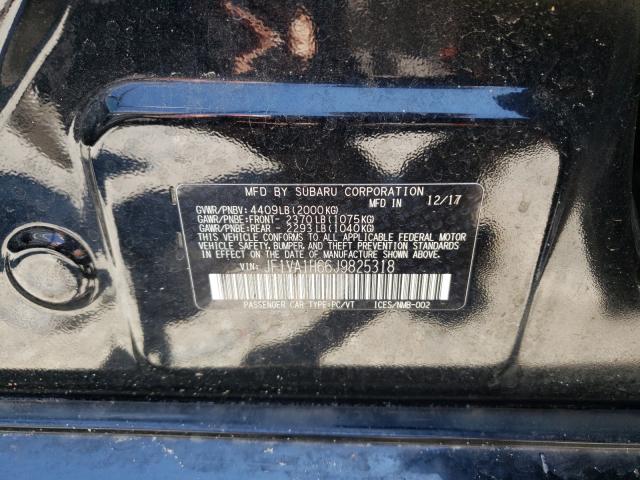 MFD BY SUBARU CORPORATION
MFD IN 12/17
GVWR/PNBV: 4409LB(2000KG)
GAWR/PNBE:FRONT- 2370LB(1075KG)
GAWR/PNBE:REAR - 2293LB(1040KG)
THIS VEHICLE CONFORMS TO ALL APPLICABLE FEDERAL MOTOR
VEHICLE SAFETY, BUMPER, AND THEFT PREVENTION STANDARDS
IN EFFECT ON THE DATE OF MANUFACTURE SHOWN ABOVE.
VIN: JF1VA1H66J9825318
PASSENGER CAR TYPE:PC/VT ICES/NMB-002